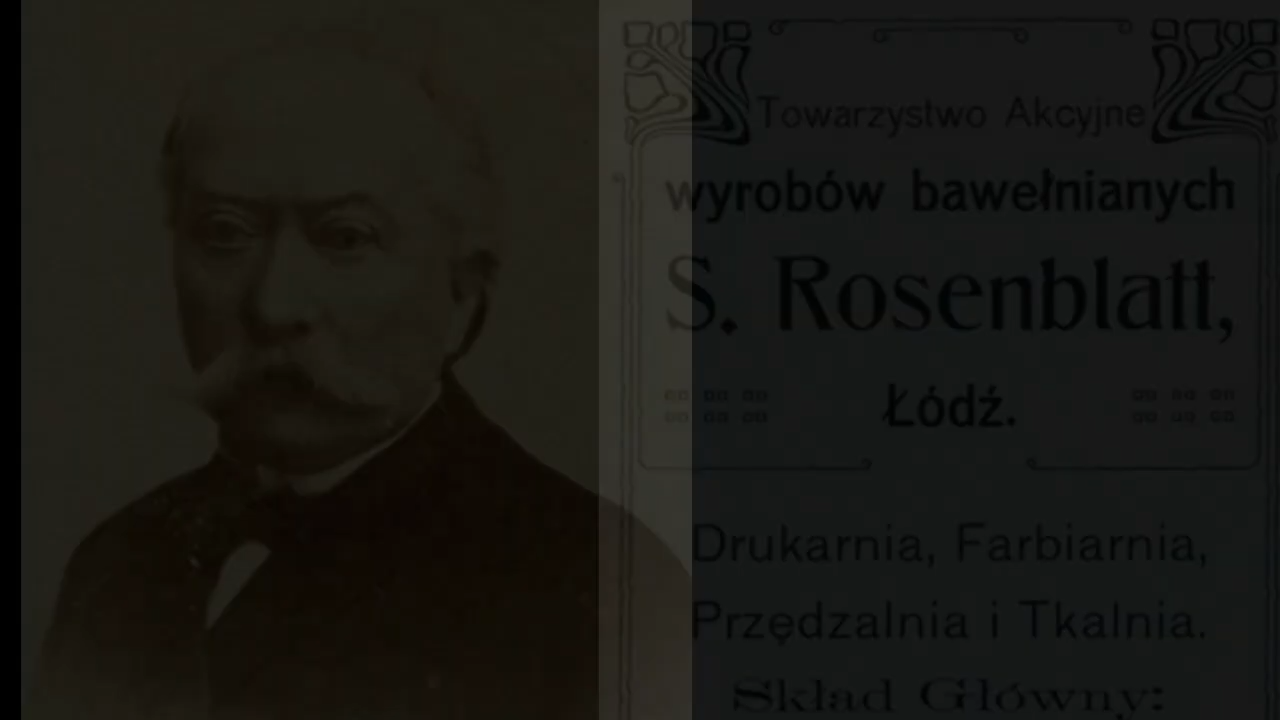 Towarzystwo Akcyjne
wyrobów bawełnianych
S. Rosenblatt,
Łódź.
Drukarnia, Farbiarnia,
Przędzalnia i Tkalnia.
Skład Główny: